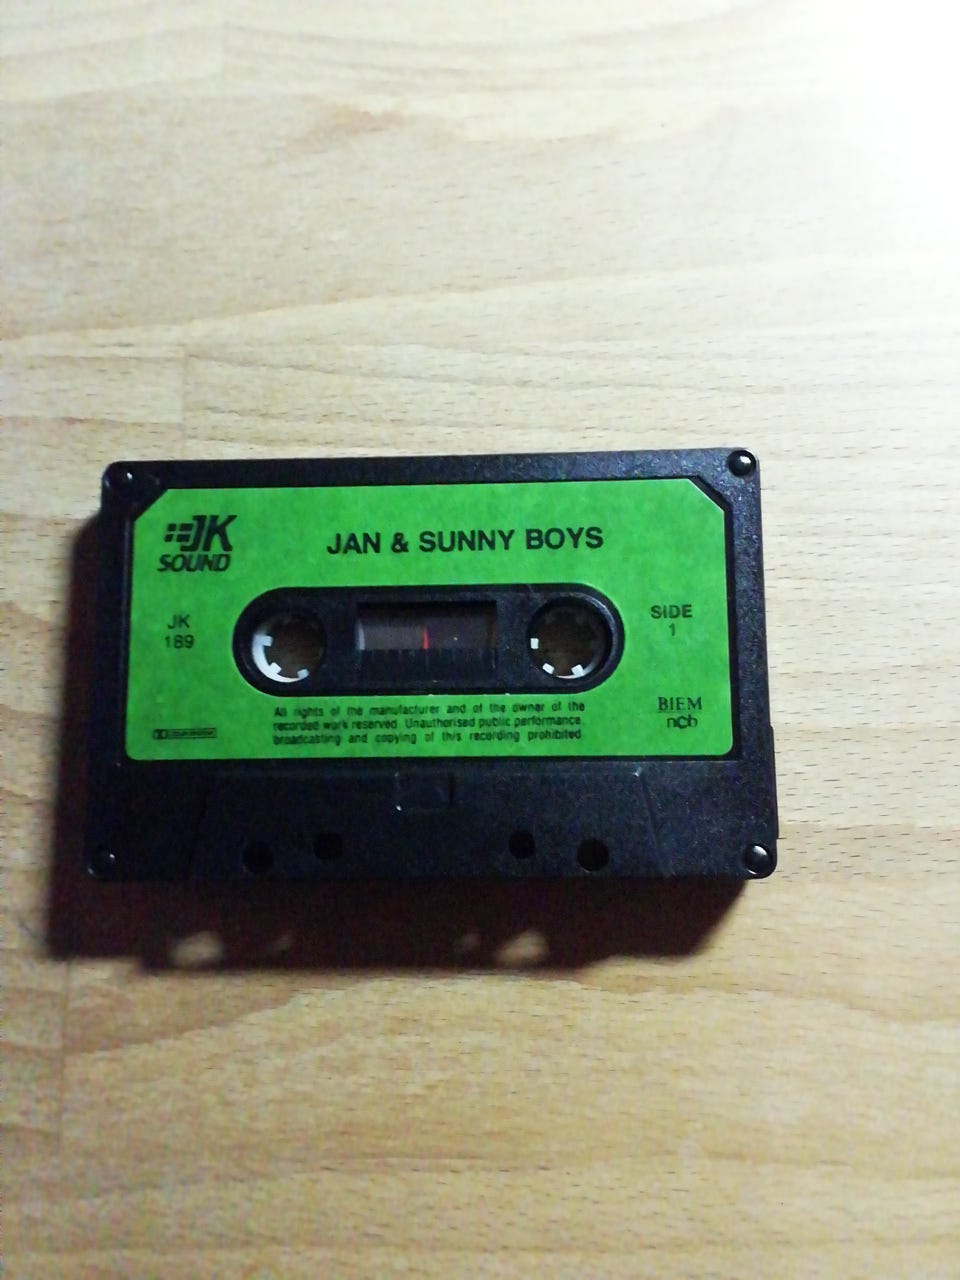 JK
SOUND
JAN & SUNNY BOYS
JK
189
SIDE
1
All rights of the manufacturer and of the owner of the
recorded work reserved. Unauthorised public performance,
broadcasting and copying of this recording prohibited
BIEM
ncb